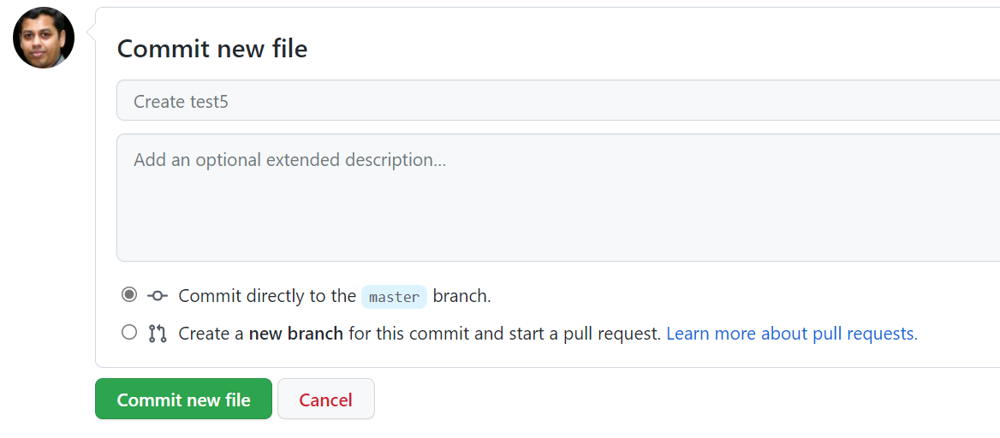 Commit new file
Create test5
Add an optional extended description...
Commit directly to the master branch.
Create a new branch for this commit and start a pull request. Learn more about pull requests.
Commit new file
Cancel